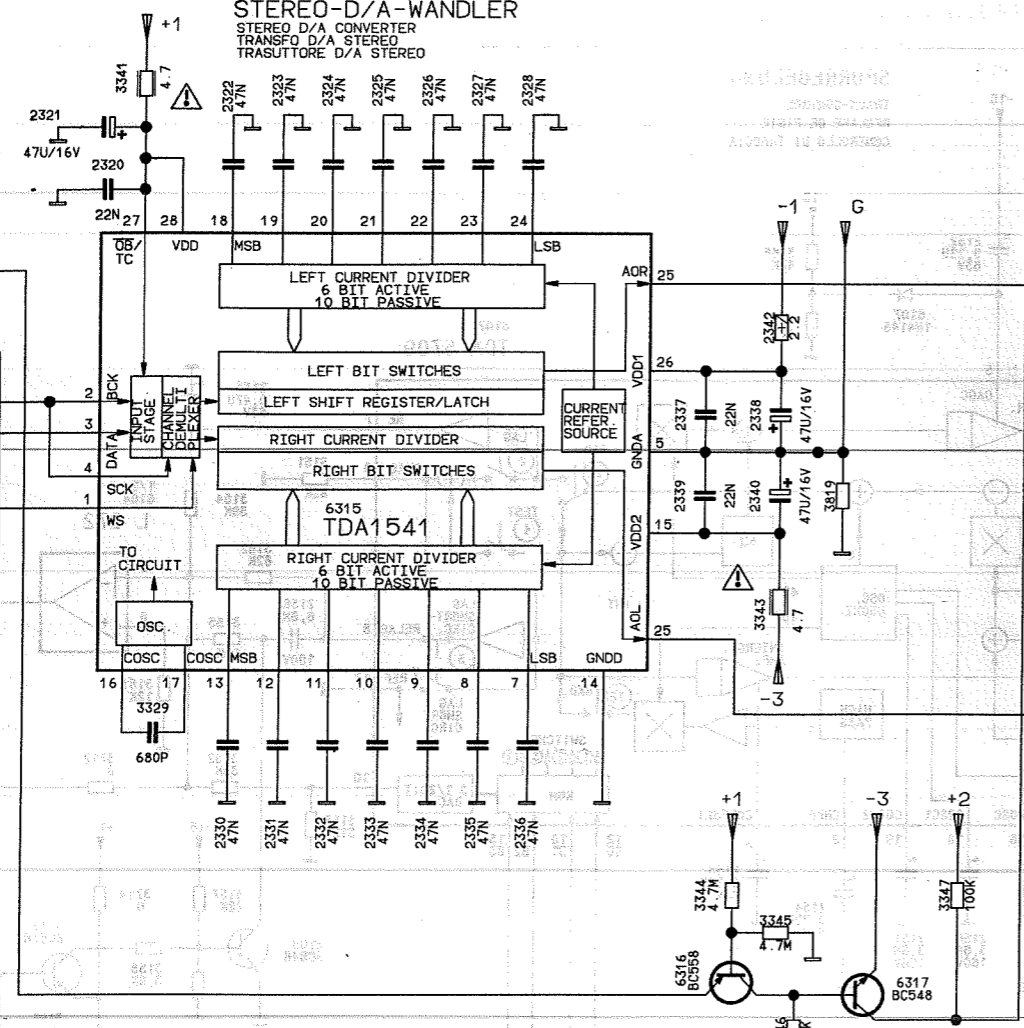 STEREO-D/A-WANDLER
STEREO D/A CONVERTER
TRANSFO D/A STEREO
TRASUTTORE D/A STEREO
+1
3341
4.7
2321
47U/16V
2320
22N
2322
47N
2323
47N
2324
47N
2325
47N
2326
47N
2327
47N
2328
47N
27
28
18
19
20
21
22
23
24
OB/
TC
VDD
MSB
LSB
LEFT CURRENT DIVIDER
6 BIT ACTIVE
10 BIT PASSIVE
AOR
25
-1
G
2342
2.2
LEFT BIT SWITCHES
LEFT SHIFT REGISTER/LATCH
VDD1
26
2
BCK
3
DATA
4
SCK
1
WS
INPUT
STAGE
CHANNEL
DEMULTI
PLEXER
CURRENT
REFER.
SOURCE
2337
22N
2338
47U/16V
RIGHT CURRENT DIVIDER
RIGHT BIT SWITCHES
GNDA
5
2339
22N
2340
47U/16V
3819
6315
TDA1541
VDD2
15
TO
CIRCUIT
RIGHT CURRENT DIVIDER
6 BIT ACTIVE
10 BIT PASSIVE
OSC.
3343
4.7
AOL
25
COSC
COSC
MSB
LSB
GNDD
16
17
13
12
11
10
9
8
7
14
-3
3329
680P
2330
47N
2331
47N
2332
47N
2333
47N
2334
47N
2335
47N
2336
47N
+1
-3
+2
3344
4.7M
3345
4.7M
3347
100K
6316
BC558
6317
BC548